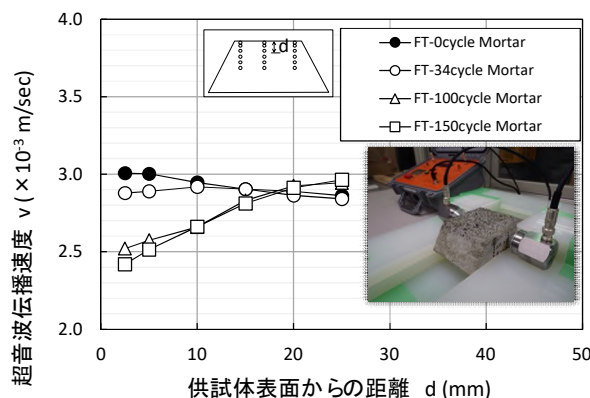 超音波伝播速度 v (×10⁻³ m/sec)
4.0
3.5
3.0
2.5
2.0
d
FT-0cycle Mortar
FT-34cycle Mortar
FT-100cycle Mortar
FT-150cycle Mortar
0 10 20 30 40 50
供試体表面からの距離 d (mm)